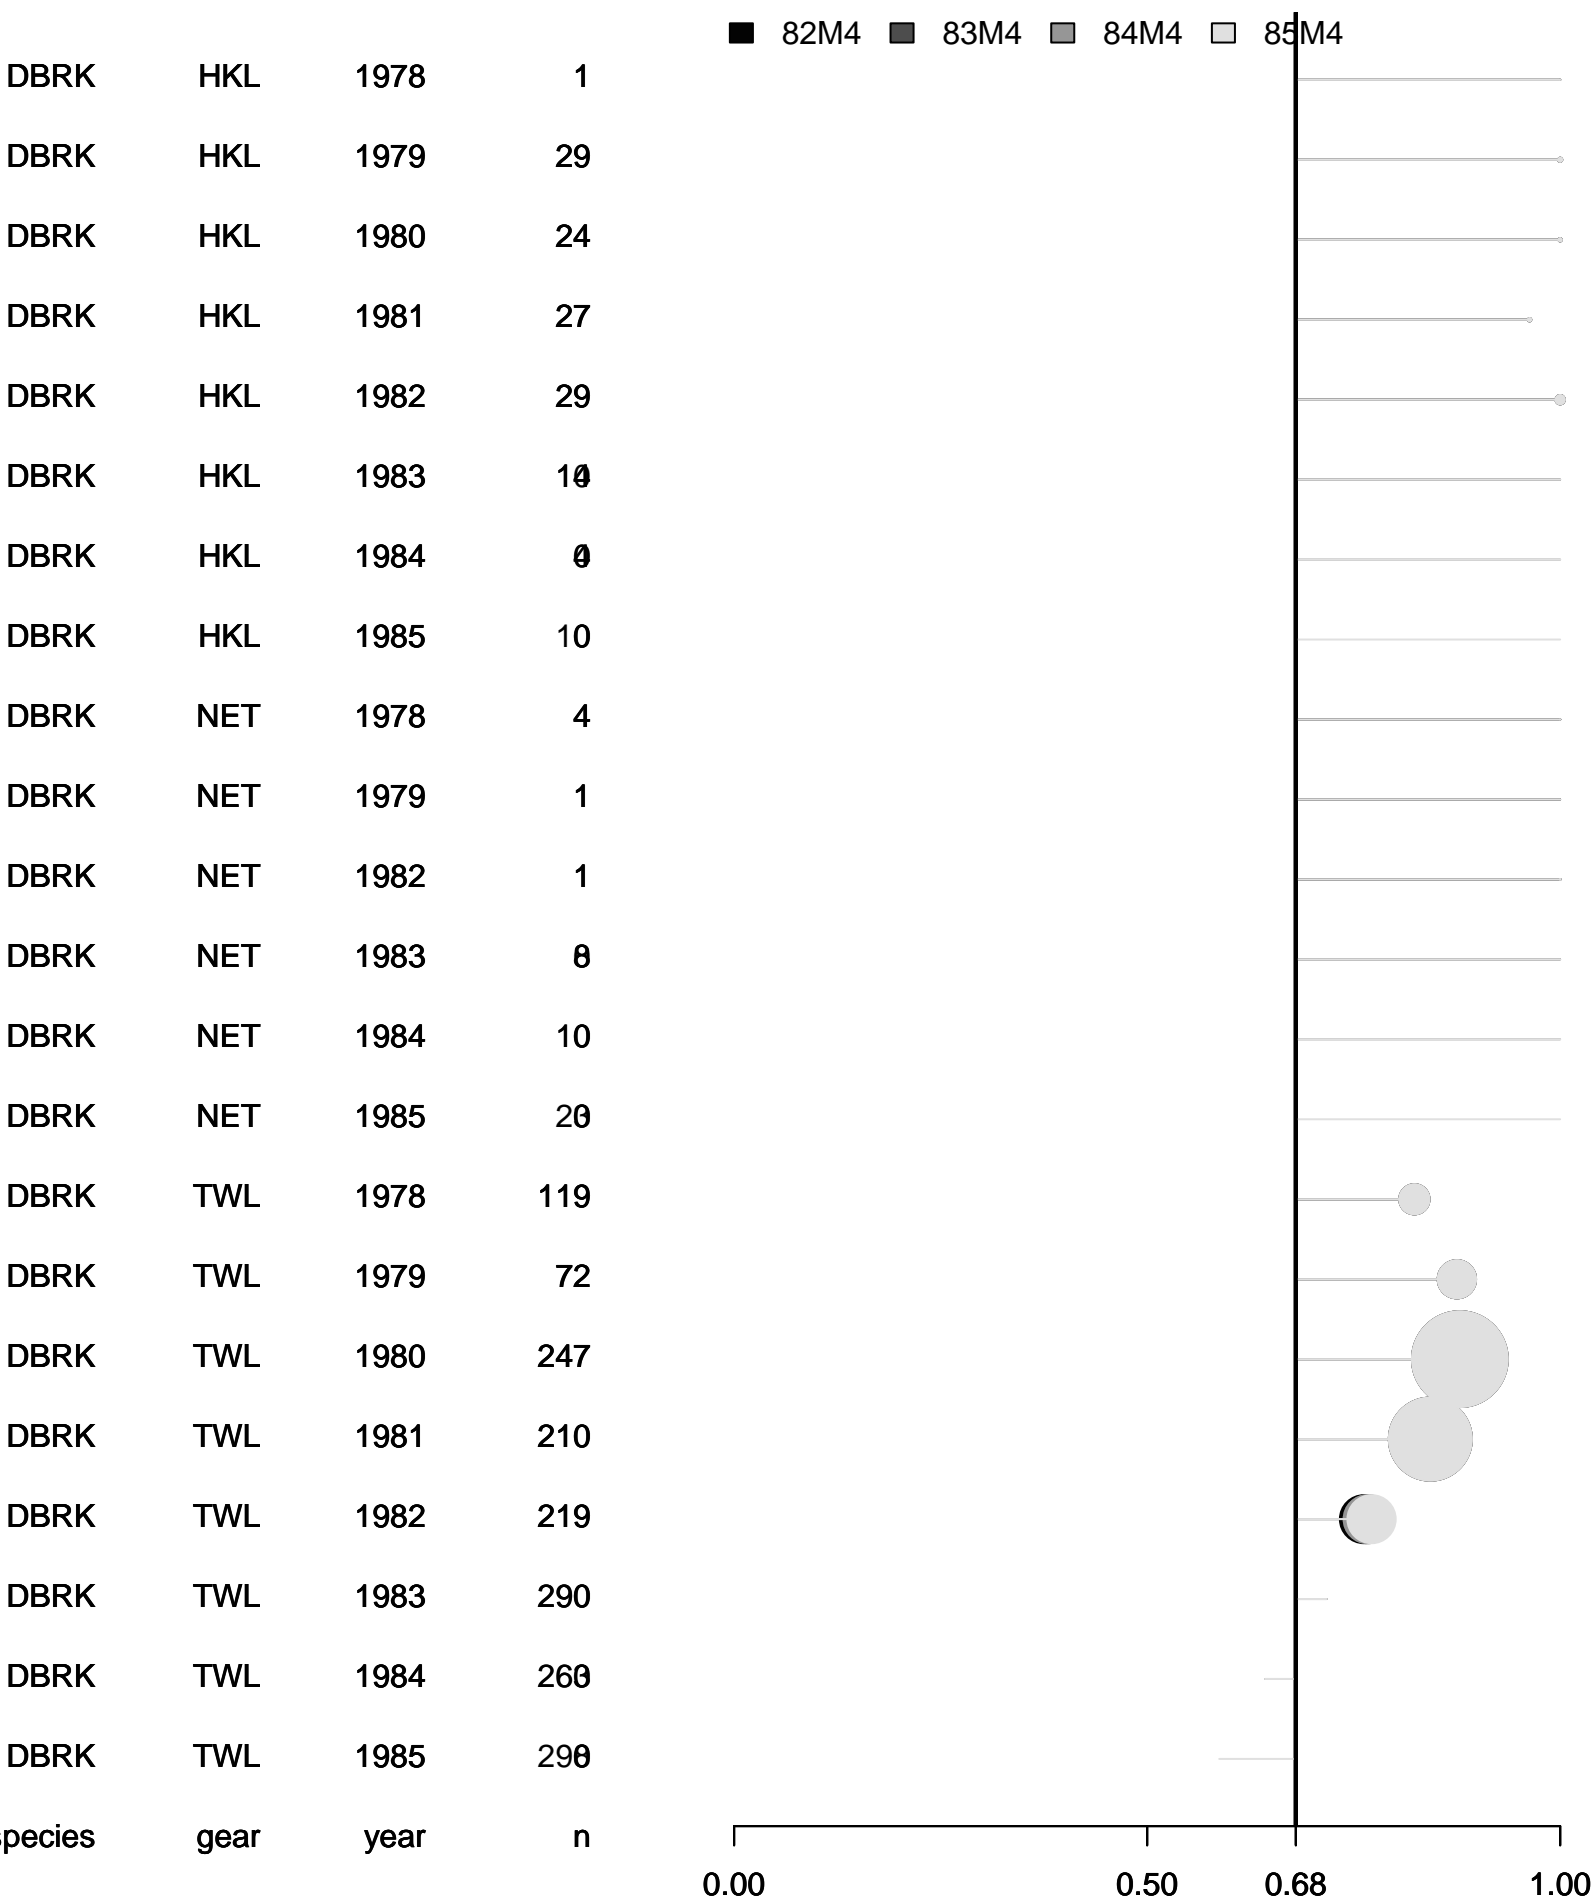 82M4 83M4 84M4 85M4
DBRK HKL 1978 1
DBRK HKL 1979 29
DBRK HKL 1980 24
DBRK HKL 1981 27
DBRK HKL 1982 29
DBRK HKL 1983
DBRK HKL 1984
DBRK HKL 1985 10
DBRK NET 1978 4
DBRK NET 1979 1
DBRK NET 1982 1
DBRK NET 1983
DBRK NET 1984 10
DBRK NET 1985
DBRK TWL 1978 119
DBRK TWL 1979 72
DBRK TWL 1980 247
DBRK TWL 1981 210
DBRK TWL 1982 219
DBRK TWL 1983 290
DBRK TWL 1984
DBRK TWL 1985
species gear year n
0.00 0.50 0.68 1.00